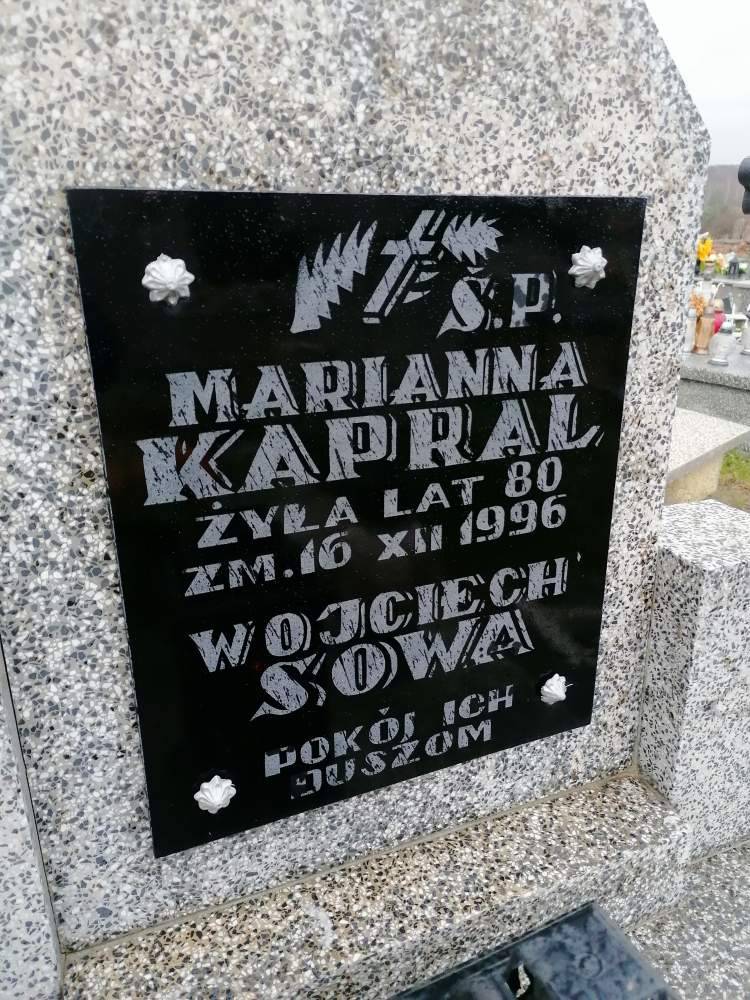 Ś.P.
MARIANNA
KAPRAL
ŻYŁA LAT 80
ZM. 16 XII 1996
WOJCIECH
SOWA
POKÓJ ICH
DUSZOM